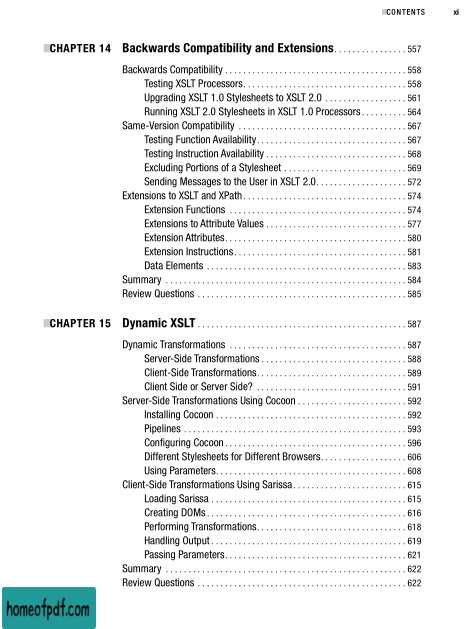 ■CONTENTS xi
■CHAPTER 14 Backwards Compatibility and Extensions . . . . . . . . . . . . . . . . 557
Backwards Compatibility . . . . . . . . . . . . . . . . . . . . 558
Testing XSLT Processors . . . . . . . . . . . . . . . . . . . . 558
Upgrading XSLT 1.0 Stylesheets to XSLT 2.0 . . . . . . . . . . . . . . . . . . 561
Running XSLT 2.0 Stylesheets in XSLT 1.0 Processors . . . . . . . . . . 564
Same-Version Compatibility . . . . . . . . . . . . . . . . . . . . 567
Testing Function Availability . . . . . . . . . . . . . . . . . . . . 567
Testing Instruction Availability . . . . . . . . . . . . . . . . . . . . 568
Excluding Portions of a Stylesheet . . . . . . . . . . . . . . . . . . . . 569
Sending Messages to the User in XSLT 2.0 . . . . . . . . . . . . . . . . . . . . 572
Extensions to XSLT and XPath . . . . . . . . . . . . . . . . . . . . 574
Extension Functions . . . . . . . . . . . . . . . . . . . . 574
Extensions to Attribute Values . . . . . . . . . . . . . . . . . . . . 577
Extension Attributes . . . . . . . . . . . . . . . . . . . . 580
Extension Instructions . . . . . . . . . . . . . . . . . . . . 581
Data Elements . . . . . . . . . . . . . . . . . . . . 583
Summary . . . . . . . . . . . . . . . . . . . . 584
Review Questions . . . . . . . . . . . . . . . . . . . . 585
■CHAPTER 15 Dynamic XSLT . . . . . . . . . . . . . . . . . . . . 587
Dynamic Transformations . . . . . . . . . . . . . . . . . . . . 587
Server-Side Transformations . . . . . . . . . . . . . . . . . . . . 588
Client-Side Transformations . . . . . . . . . . . . . . . . . . . . 589
Client Side or Server Side? . . . . . . . . . . . . . . . . . . . . 591
Server-Side Transformations Using Cocoon . . . . . . . . . . . . . . . . . . . . 592
Installing Cocoon . . . . . . . . . . . . . . . . . . . . 592
Pipelines . . . . . . . . . . . . . . . . . . . . 593
Configuring Cocoon . . . . . . . . . . . . . . . . . . . . 596
Different Stylesheets for Different Browsers . . . . . . . . . . . . . . . . . . . 606
Using Parameters . . . . . . . . . . . . . . . . . . . . 608
Client-Side Transformations Using Sarissa . . . . . . . . . . . . . . . . . . . . 615
Loading Sarissa . . . . . . . . . . . . . . . . . . . . 615
Creating DOMs . . . . . . . . . . . . . . . . . . . . 616
Performing Transformations . . . . . . . . . . . . . . . . . . . . 618
Handling Output . . . . . . . . . . . . . . . . . . . . 619
Passing Parameters . . . . . . . . . . . . . . . . . . . . 621
Summary . . . . . . . . . . . . . . . . . . . . 622
Review Questions . . . . . . . . . . . . . . . . . . . . 622
homeofpdf.com